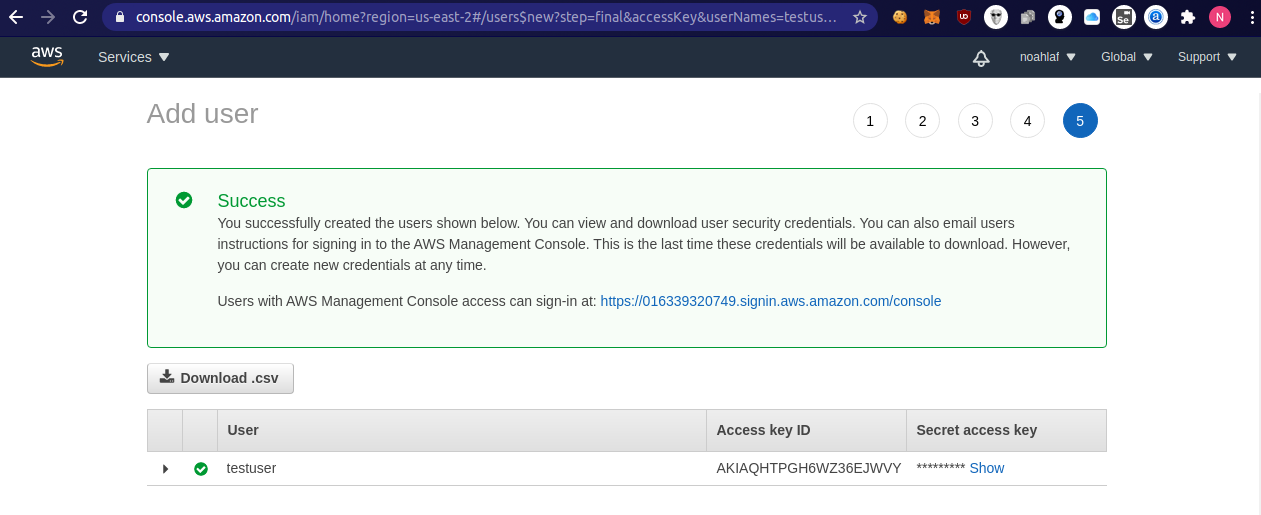 console.aws.amazon.com/iam/home?region=us-east-2#/users$new?step=final&accessKey&userNames=testus...
aws
Services
noahlaf
Global
Support
Add user
1 2 3 4 5
Success
You successfully created the users shown below. You can view and download user security credentials. You can also email users
instructions for signing in to the AWS Management Console. This is the last time these credentials will be available to download. However,
you can create new credentials at any time.
Users with AWS Management Console access can sign-in at: https://016339320749.signin.aws.amazon.com/console
Download .csv
User Access key ID Secret access key
testuser AKIAQHTPGH6WZ36EJWVY ********* Show
N
Se